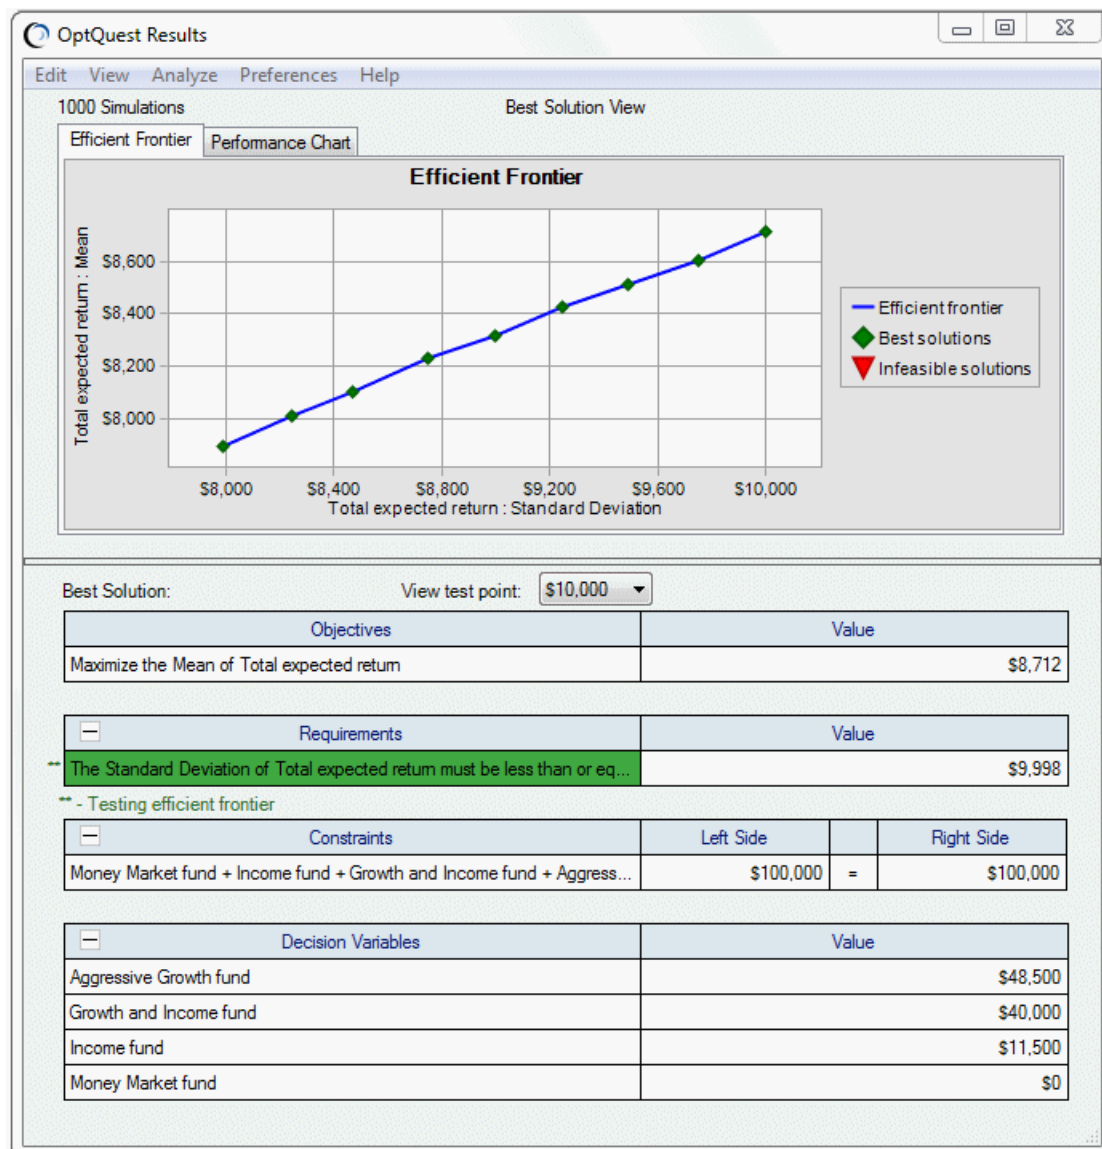 OptQuest Results
Edit View Analyze Preferences Help
1000 Simulations Best Solution View
Efficient Frontier Performance Chart
Efficient Frontier
Total expected return : Mean
$8,600
$8,400
$8,200
$8,000
$8,000 $8,400 $8,800 $9,200 $9,600 $10,000
Total expected return : Standard Deviation
Efficient frontier
Best solutions
Infeasible solutions
Best Solution: View test point: $10,000
Objectives Value
Maximize the Mean of Total expected return $8,712
Requirements Value
** The Standard Deviation of Total expected return must be less than or eq... $9,998
** - Testing efficient frontier
Constraints Left Side Right Side
Money Market fund + Income fund + Growth and Income fund + Aggress... $100,000 = $100,000
Decision Variables Value
Aggressive Growth fund $48,500
Growth and Income fund $40,000
Income fund $11,500
Money Market fund $0